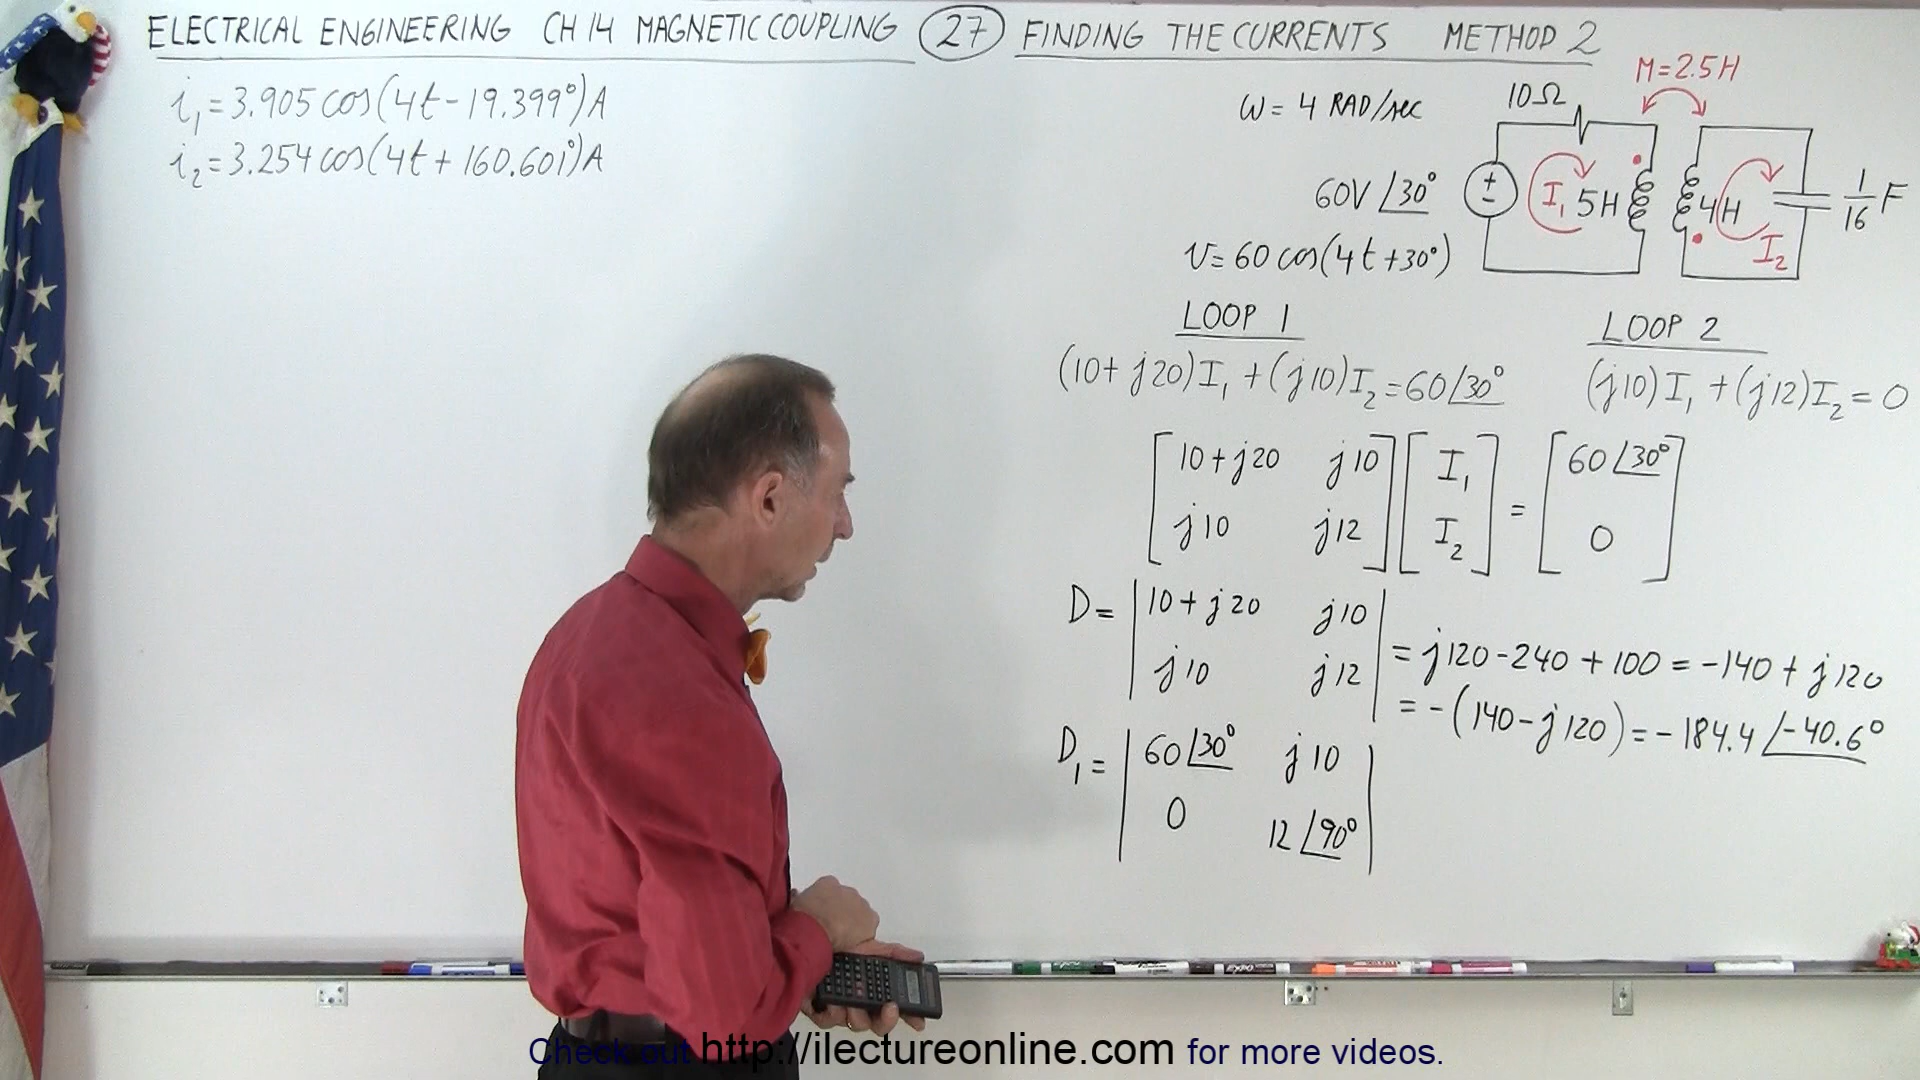 ELECTRICAL ENGINEERING CH 14 MAGNETIC COUPLING 27 FINDING THE CURRENTS METHOD 2
i₁ = 3.905 cos(4t - 19.399°) A
i₂ = 3.254 cos(4t + 160.601°) A
ω = 4 RAD/sec
M = 2.5H
10Ω
60V ∠30°
+
-
I₁
5H
4H
I₂
1/16 F
v = 60 cos(4t + 30°)
LOOP 1
(10 + j20) I₁ + (j10) I₂ = 60 ∠30°
LOOP 2
(j10) I₁ + (j12) I₂ = 0
[10 + j20 j10] [I₁] = [60 ∠30°]
[j10 j12] [I₂] [0]
D = |10 + j20 j10|
|j10 j12| = j120 - 240 + 100 = -140 + j120
= -(140 - j120) = -184.4 ∠-40.6°
D₁ = |60 ∠30° j10|
|0 12 ∠90°|
Check out http://ilectureonline.com for more videos.